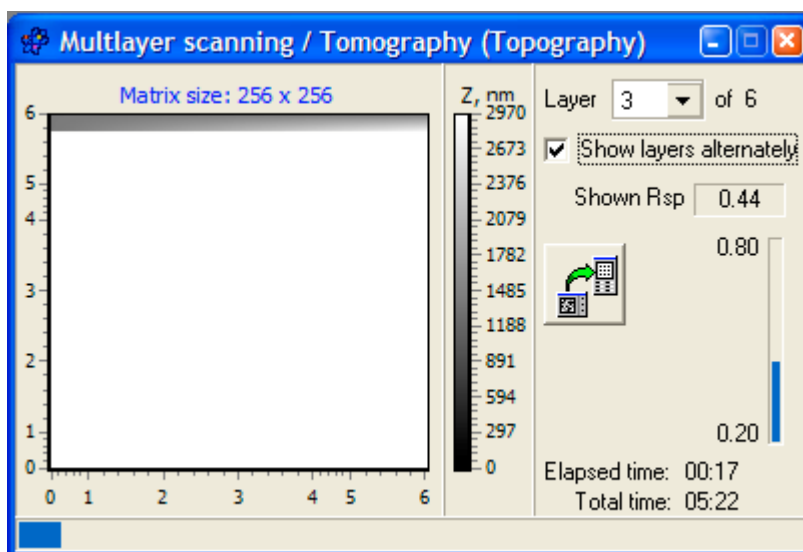 Multlayer scanning / Tomography (Topography)
Matrix size: 256 x 256
6
5
4
3
2
1
0
0 1 2 3 4 5 6
Z, nm
2970
2673
2376
2079
1782
1485
1188
891
594
297
0
Layer 3 of 6
Show layers alternately
Shown Rsp 0.44
0.80
0.20
Elapsed time: 00:17
Total time: 05:22